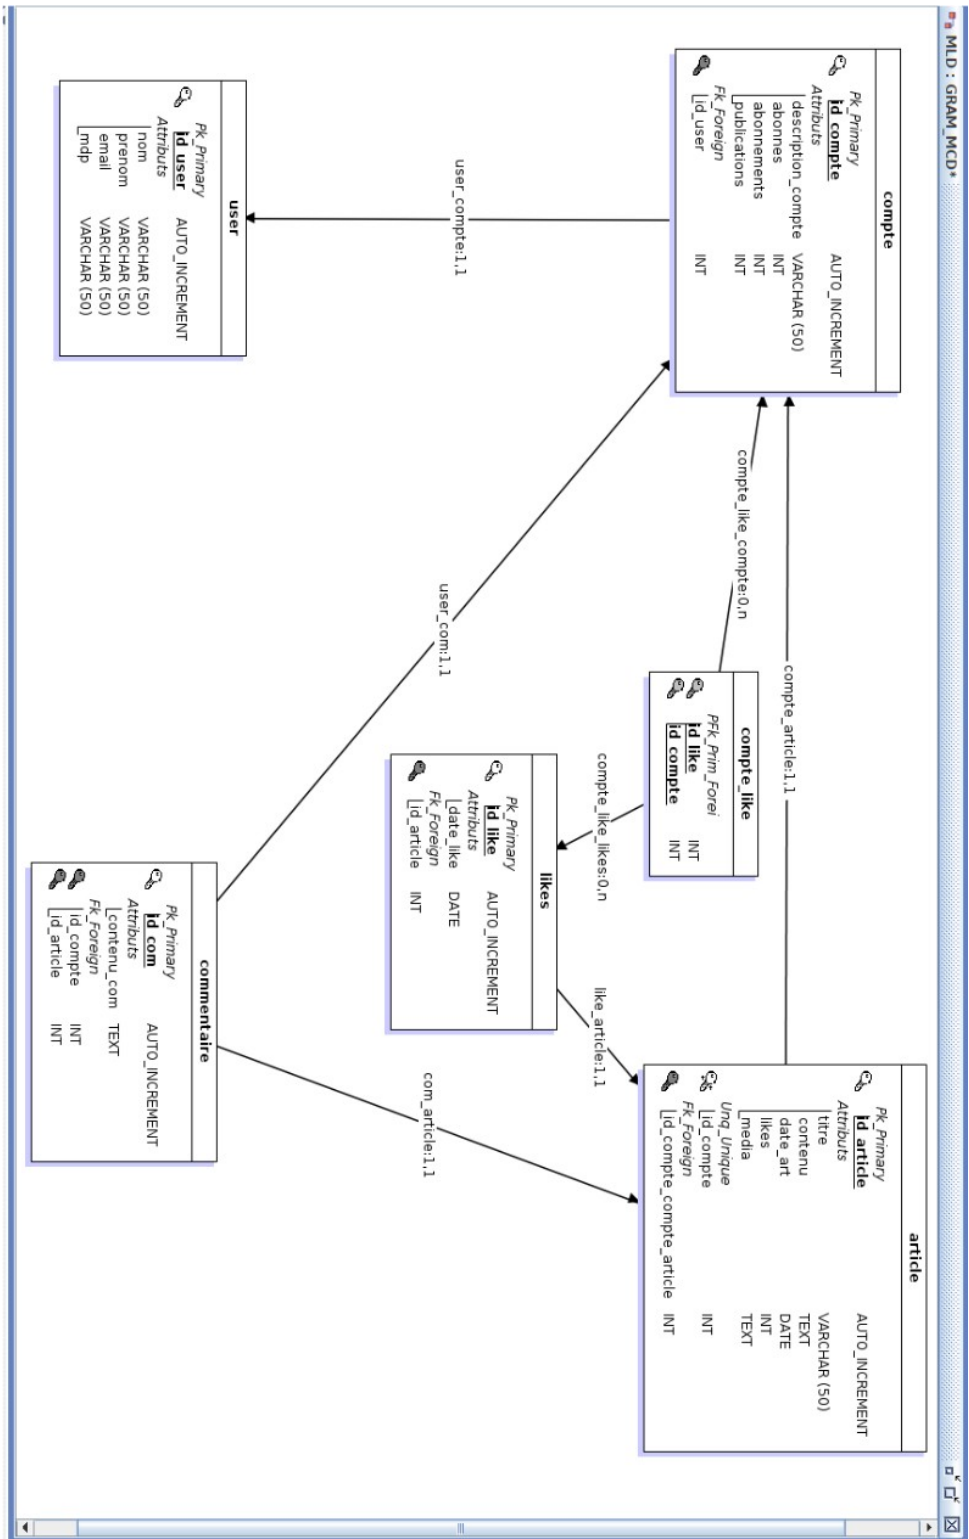 MLD : GRAM_MCD*
compte
Pk_Primary
id_compte AUTO_INCREMENT
Attributs
description_compte VARCHAR (50)
abonnes INT
abonnements INT
publications INT
Fk_Foreign
id_user INT
compte_article:1,1
article
Pk_Primary
id_article AUTO_INCREMENT
Attributs
titre VARCHAR (50)
contenu TEXT
date_art DATE
likes INT
media TEXT
Unq_Unique
id_compte INT
Fk_Foreign
id_compte_compte_article INT
compte_like_compte:0,n
compte_like
PFk_Prim_Forei
id_like INT
id_compte INT
compte_like_likes:0,n
like_article:1,1
likes
Pk_Primary
id_like AUTO_INCREMENT
Attributs
date_like DATE
Fk_Foreign
id_article INT
user_compte:1,1
user_com:1,1
com_article:1,1
user
Pk_Primary
id_user AUTO_INCREMENT
Attributs
nom VARCHAR (50)
prenom VARCHAR (50)
email VARCHAR (50)
mdp VARCHAR (50)
commentaire
Pk_Primary
id_com AUTO_INCREMENT
Attributs
contenu_com TEXT
Fk_Foreign
id_compte INT
id_article INT